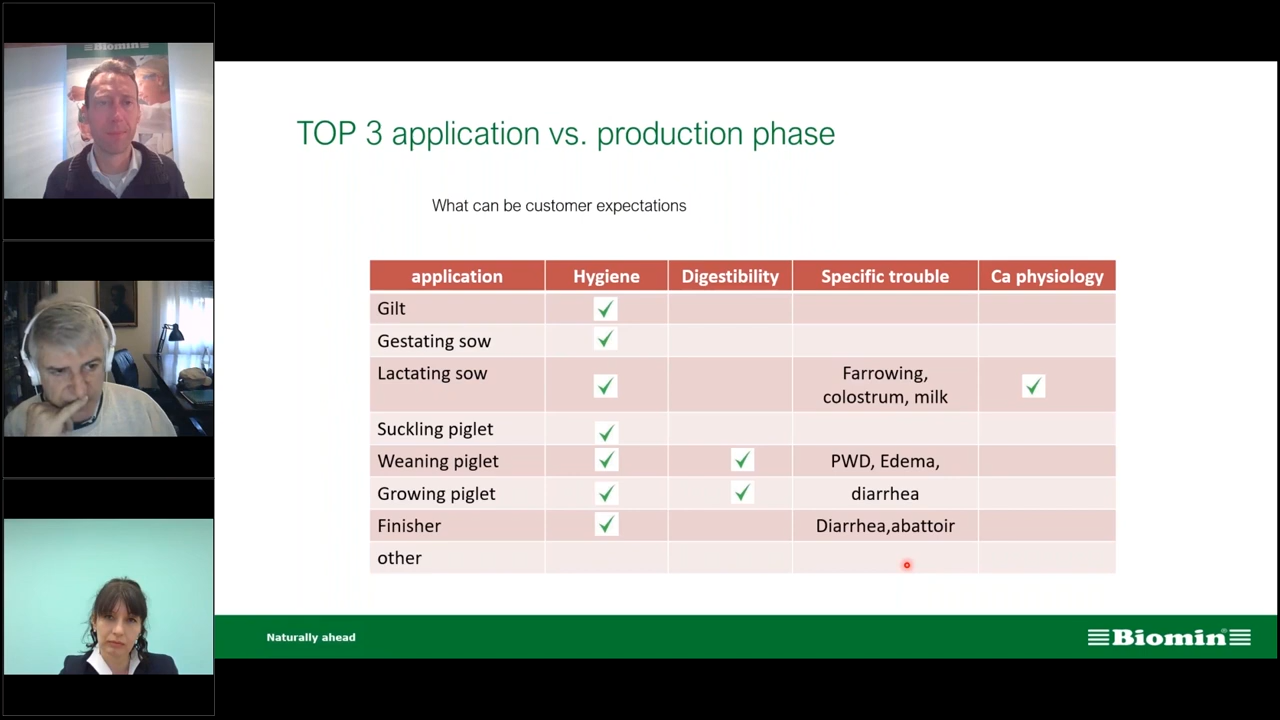 Biomin
TOP 3 application vs. production phase
What can be customer expectations
application Hygiene Digestibility Specific trouble Ca physiology
Gilt
Gestating sow
Lactating sow
Farrowing,
colostrum, milk
Suckling piglet
Weaning piglet PWD, Edema,
Growing piglet diarrhea
Finisher Diarrhea,abattoir
other
Naturally ahead
Biomin®